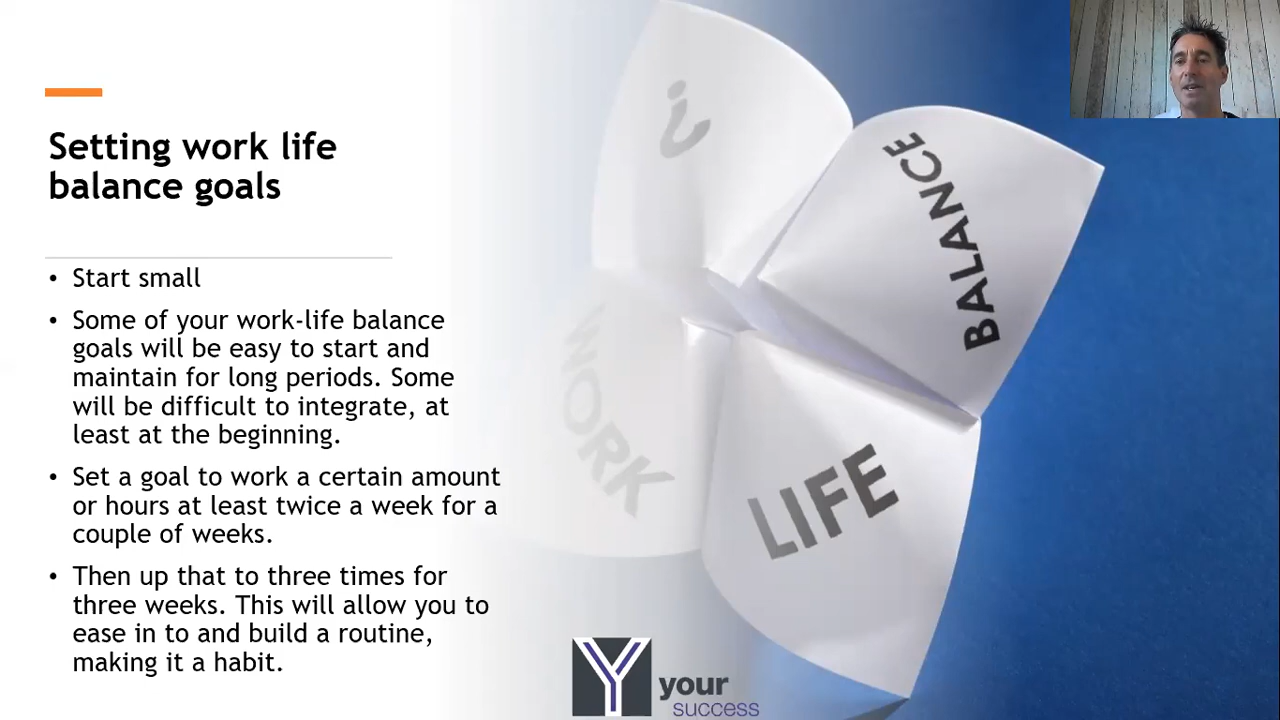 Setting work life
balance goals
• Start small
• Some of your work-life balance
goals will be easy to start and
maintain for long periods. Some
will be difficult to integrate, at
least at the beginning.
• Set a goal to work a certain amount
or hours at least twice a week for a
couple of weeks.
• Then up that to three times for
three weeks. This will allow you to
ease in to and build a routine,
making it a habit.
?
BALANCE
WORK
LIFE
Y your
success